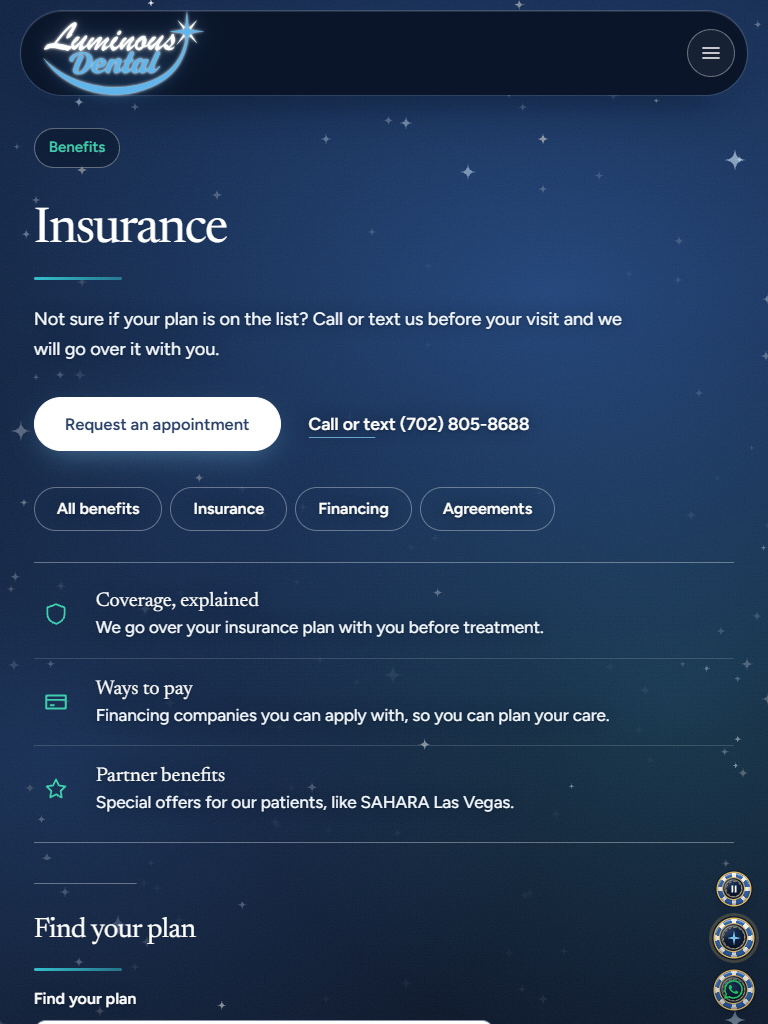 Luminous
Dental
Benefits
Insurance
Not sure if your plan is on the list? Call or text us before your visit and we
will go over it with you.
Request an appointment
Call or text (702) 805-8688
All benefits
Insurance
Financing
Agreements
Coverage, explained
We go over your insurance plan with you before treatment.
Ways to pay
Financing companies you can apply with, so you can plan your care.
Partner benefits
Special offers for our patients, like SAHARA Las Vegas.
Find your plan
Find your plan